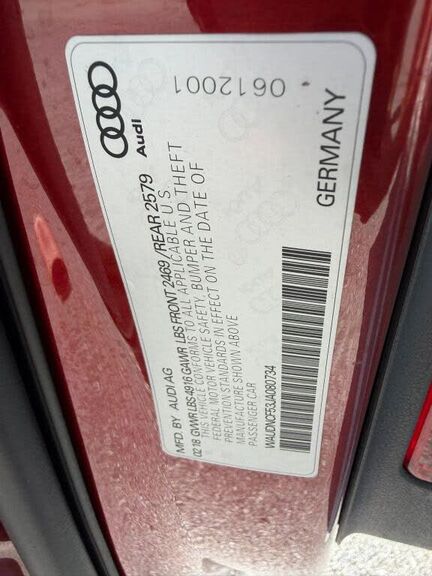 Audi
0612001
GERMANY
MFD. BY AUDI AG
02/18 GVWR LBS 4916 GAWR LBS FRONT 2469 / REAR 2579
THIS VEHICLE CONFORMS TO ALL APPLICABLE U.S.
FEDERAL MOTOR VEHICLE SAFETY, BUMPER AND THEFT
PREVENTION STANDARDS IN EFFECT ON THE DATE OF
MANUFACTURE SHOWN ABOVE
PASSENGER CAR
WAUDNCF53JA080734